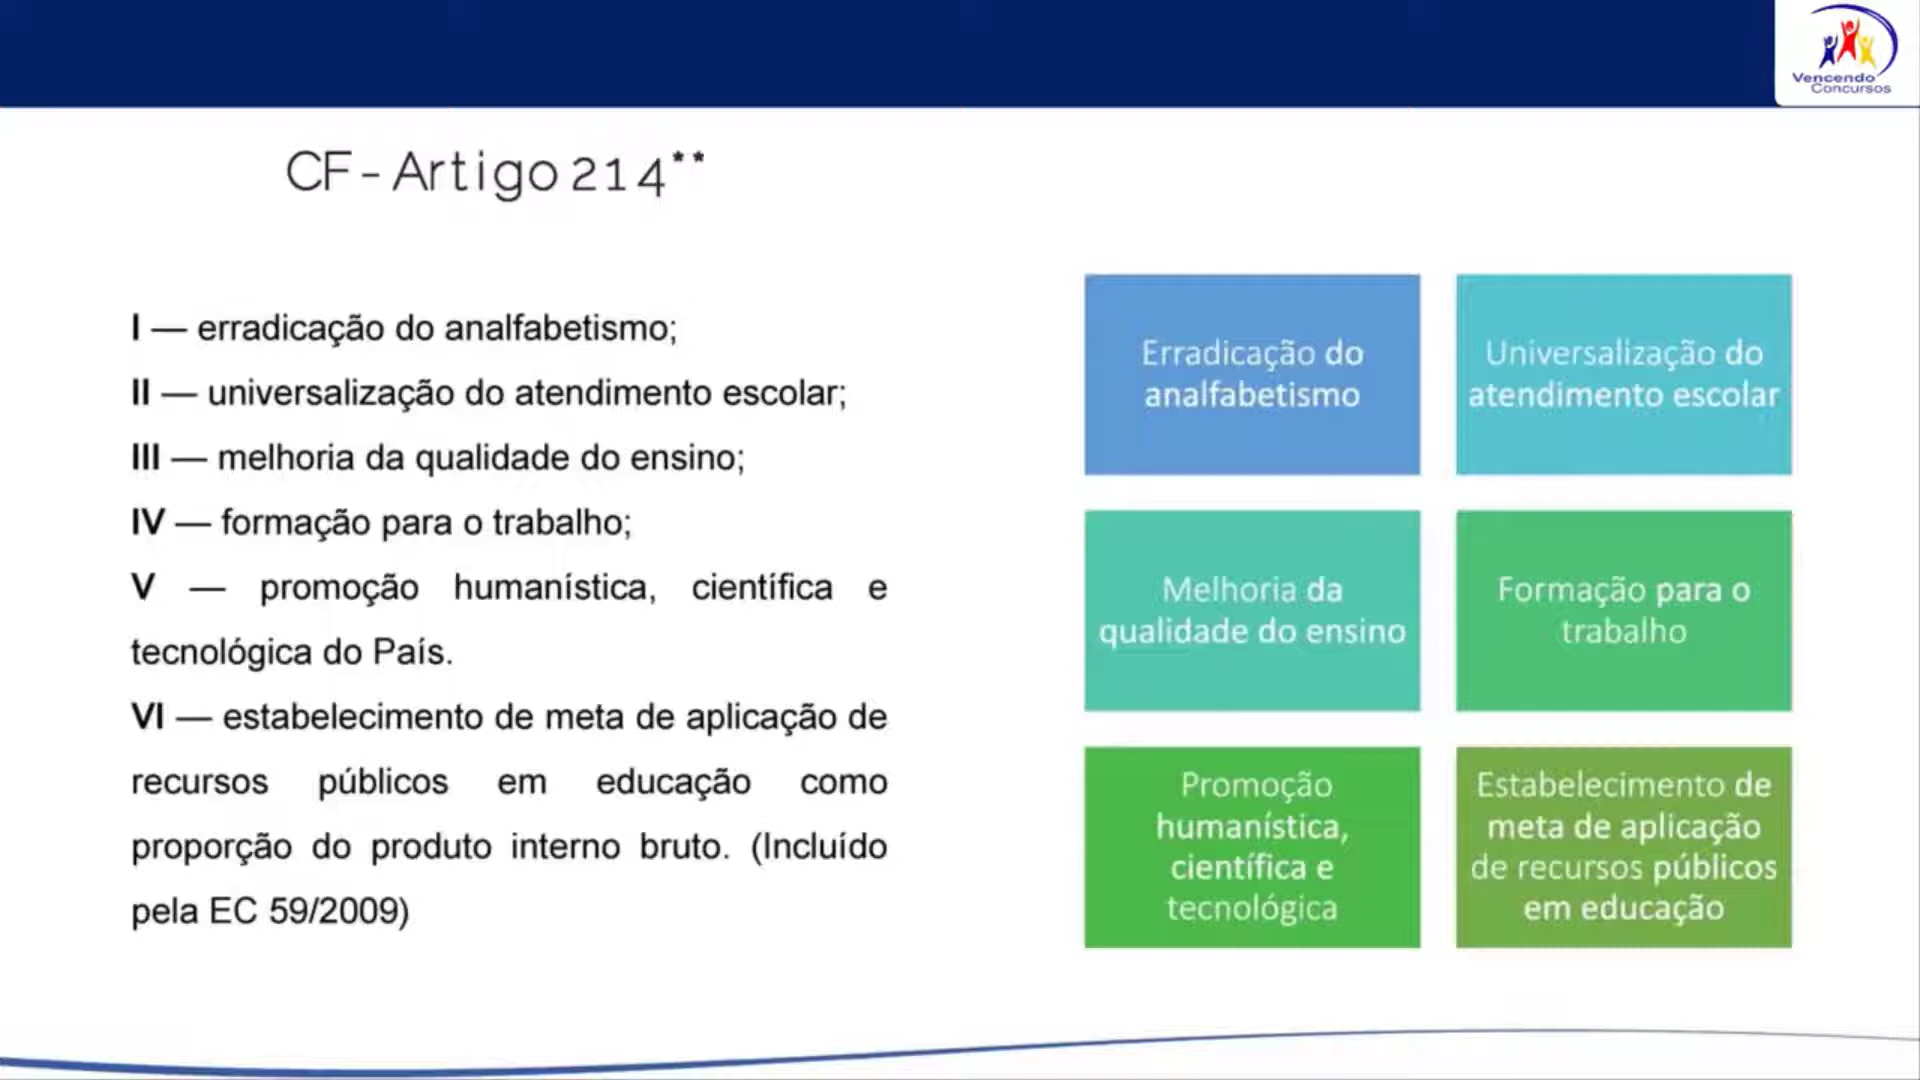 Vencendo
Concursos
CF - Artigo 214**
I — erradicação do analfabetismo;
II — universalização do atendimento escolar;
III — melhoria da qualidade do ensino;
IV — formação para o trabalho;
V — promoção humanística, científica e
tecnológica do País.
VI — estabelecimento de meta de aplicação de
recursos públicos em educação como
proporção do produto interno bruto. (Incluído
pela EC 59/2009)
Erradicação do
analfabetismo
Universalização do
atendimento escolar
Melhoria da
qualidade do ensino
Formação para o
trabalho
Promoção
humanística,
científica e
tecnológica
Estabelecimento de
meta de aplicação
de recursos públicos
em educação